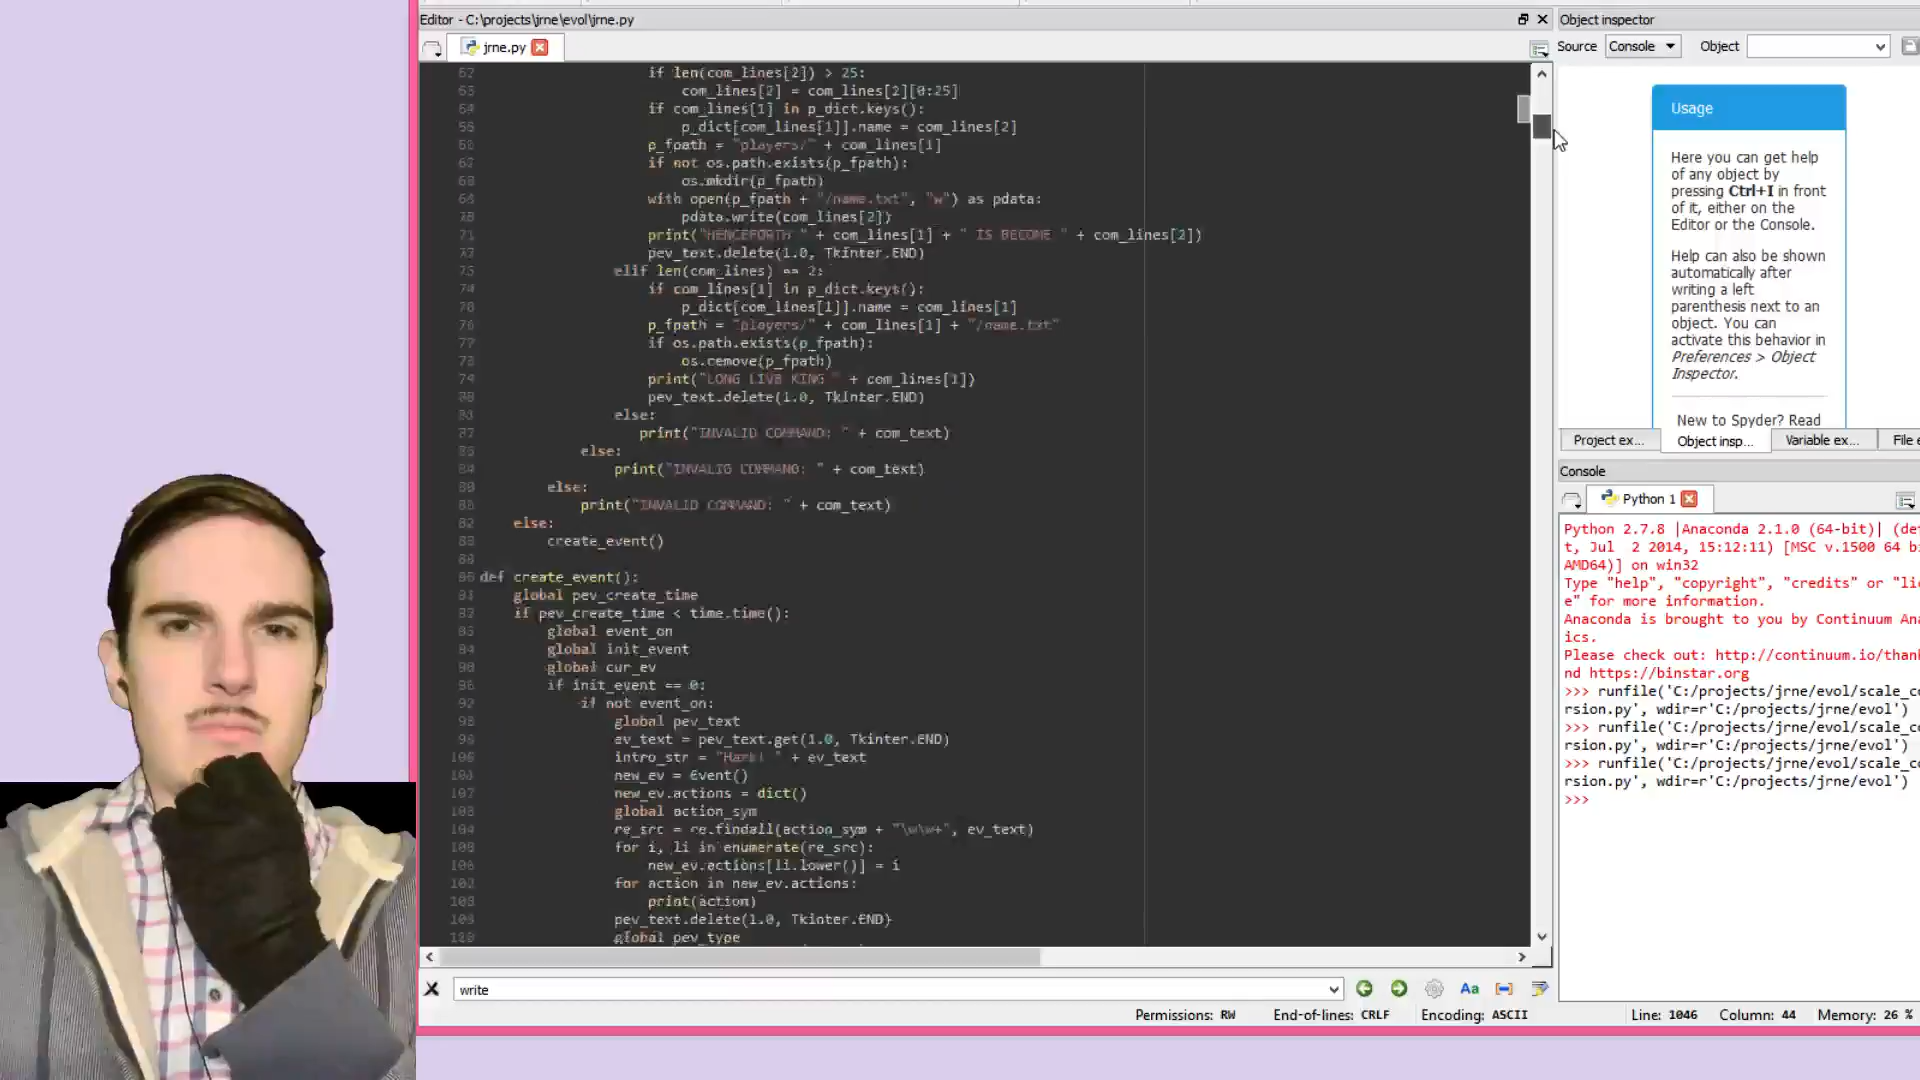 Editor - C:\projects\jrne\evol\jrne.py
jrne.py
if len(com_lines[2]) > 25:
com_lines[2] = com_lines[2][0:25]
if com_lines[1] in p_dict.keys():
p_dict[com_lines[1]].name = com_lines[2]
p_fpath = "players/" + com_lines[1]
if not os.path.exists(p_fpath):
os.mkdir(p_fpath)
with open(p_fpath + "/name.txt", "w") as pdata:
pdata.write(com_lines[2])
print("HENCEFORTH " + com_lines[1] + " IS BECOME " + com_lines[2])
pev_text.delete(1.0, Tkinter.END)
elif len(com_lines) == 2:
if com_lines[1] in p_dict.keys():
p_dict[com_lines[1]].name = com_lines[1]
p_fpath = "players/" + com_lines[1] + "/name.txt"
if os.path.exists(p_fpath):
os.remove(p_fpath)
print("LONG LIVE KING " + com_lines[1])
pev_text.delete(1.0, Tkinter.END)
else:
print("INVALID COMMAND: " + com_text)
else:
print("INVALID COMMAND: " + com_text)
else:
print("INVALID COMMAND: " + com_text)
else:
create_event()
def create_event():
global pev_create_time
if pev_create_time < time.time():
global event_on
global init_event
global cur_ev
if init_event == 0:
if not event_on:
global pev_text
ev_text = pev_text.get(1.0, Tkinter.END)
intro_str = "Hark! " + ev_text
new_ev = Event()
new_ev.actions = dict()
global action_sym
re_src = re.findall(action_sym + "\w\w+", ev_text)
for i, li in enumerate(re_src):
new_ev.actions[li.lower()] = i
for action in new_ev.actions:
print(action)
pev_text.delete(1.0, Tkinter.END)
global pev_type
write
Permissions: RW End-of-lines: CRLF Encoding: ASCII Line: 1046 Column: 44 Memory: 26 %
Object inspector
Source Console Object
Usage
Here you can get help
of any object by
pressing Ctrl+I in front
of it, either on the
Editor or the Console.
Help can also be shown
automatically after
writing a left
parenthesis next to an
object. You can
activate this behavior in
Preferences > Object
Inspector.
New to Spyder? Read
Project ex... Object insp... Variable ex... File e
Console
Python 1
Python 2.7.8 |Anaconda 2.1.0 (64-bit)| (de
t, Jul 2 2014, 15:12:11) [MSC v.1500 64 bi
AMD64)] on win32
Type "help", "copyright", "credits" or "lic
e" for more information.
Anaconda is brought to you by Continuum Ana
ics.
Please check out: http://continuum.io/thank
nd https://binstar.org
>>> runfile('C:/projects/jrne/evol/scale_co
rsion.py', wdir=r'C:/projects/jrne/evol')
>>> runfile('C:/projects/jrne/evol/scale_co
rsion.py', wdir=r'C:/projects/jrne/evol')
>>> runfile('C:/projects/jrne/evol/scale_co
rsion.py', wdir=r'C:/projects/jrne/evol')
>>>